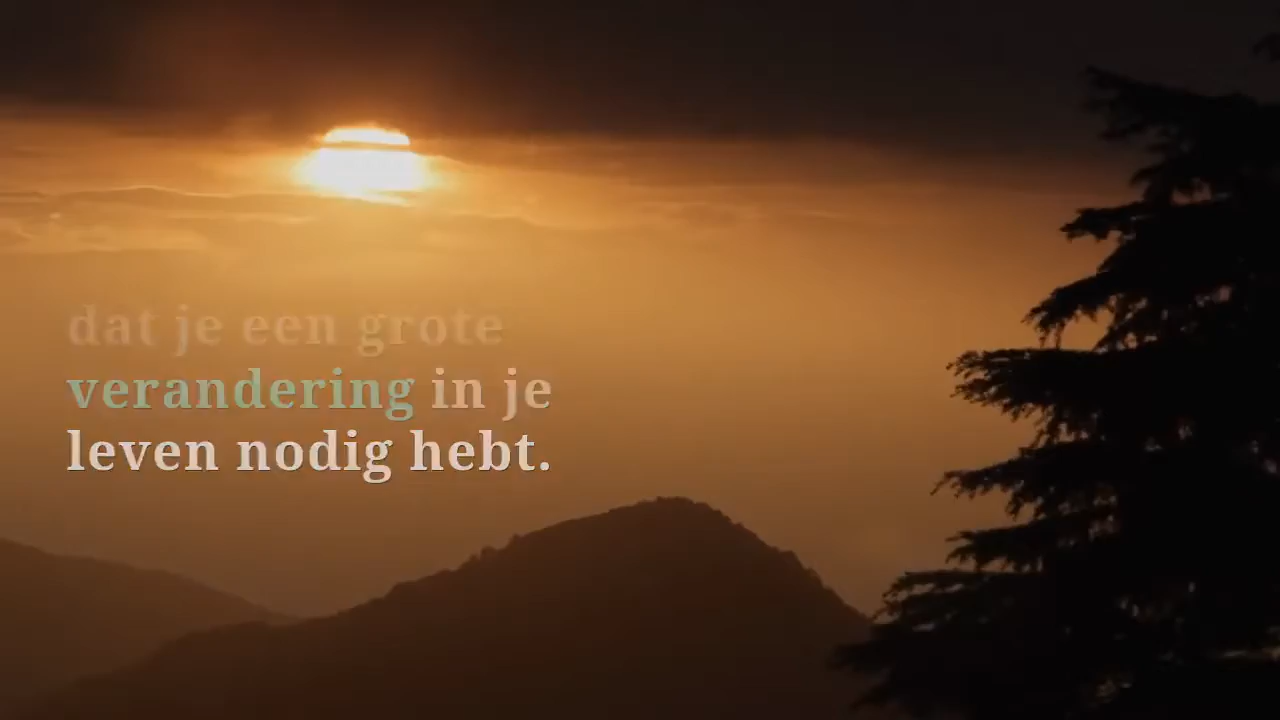 dat je een grote
verandering in je
leven nodig hebt.